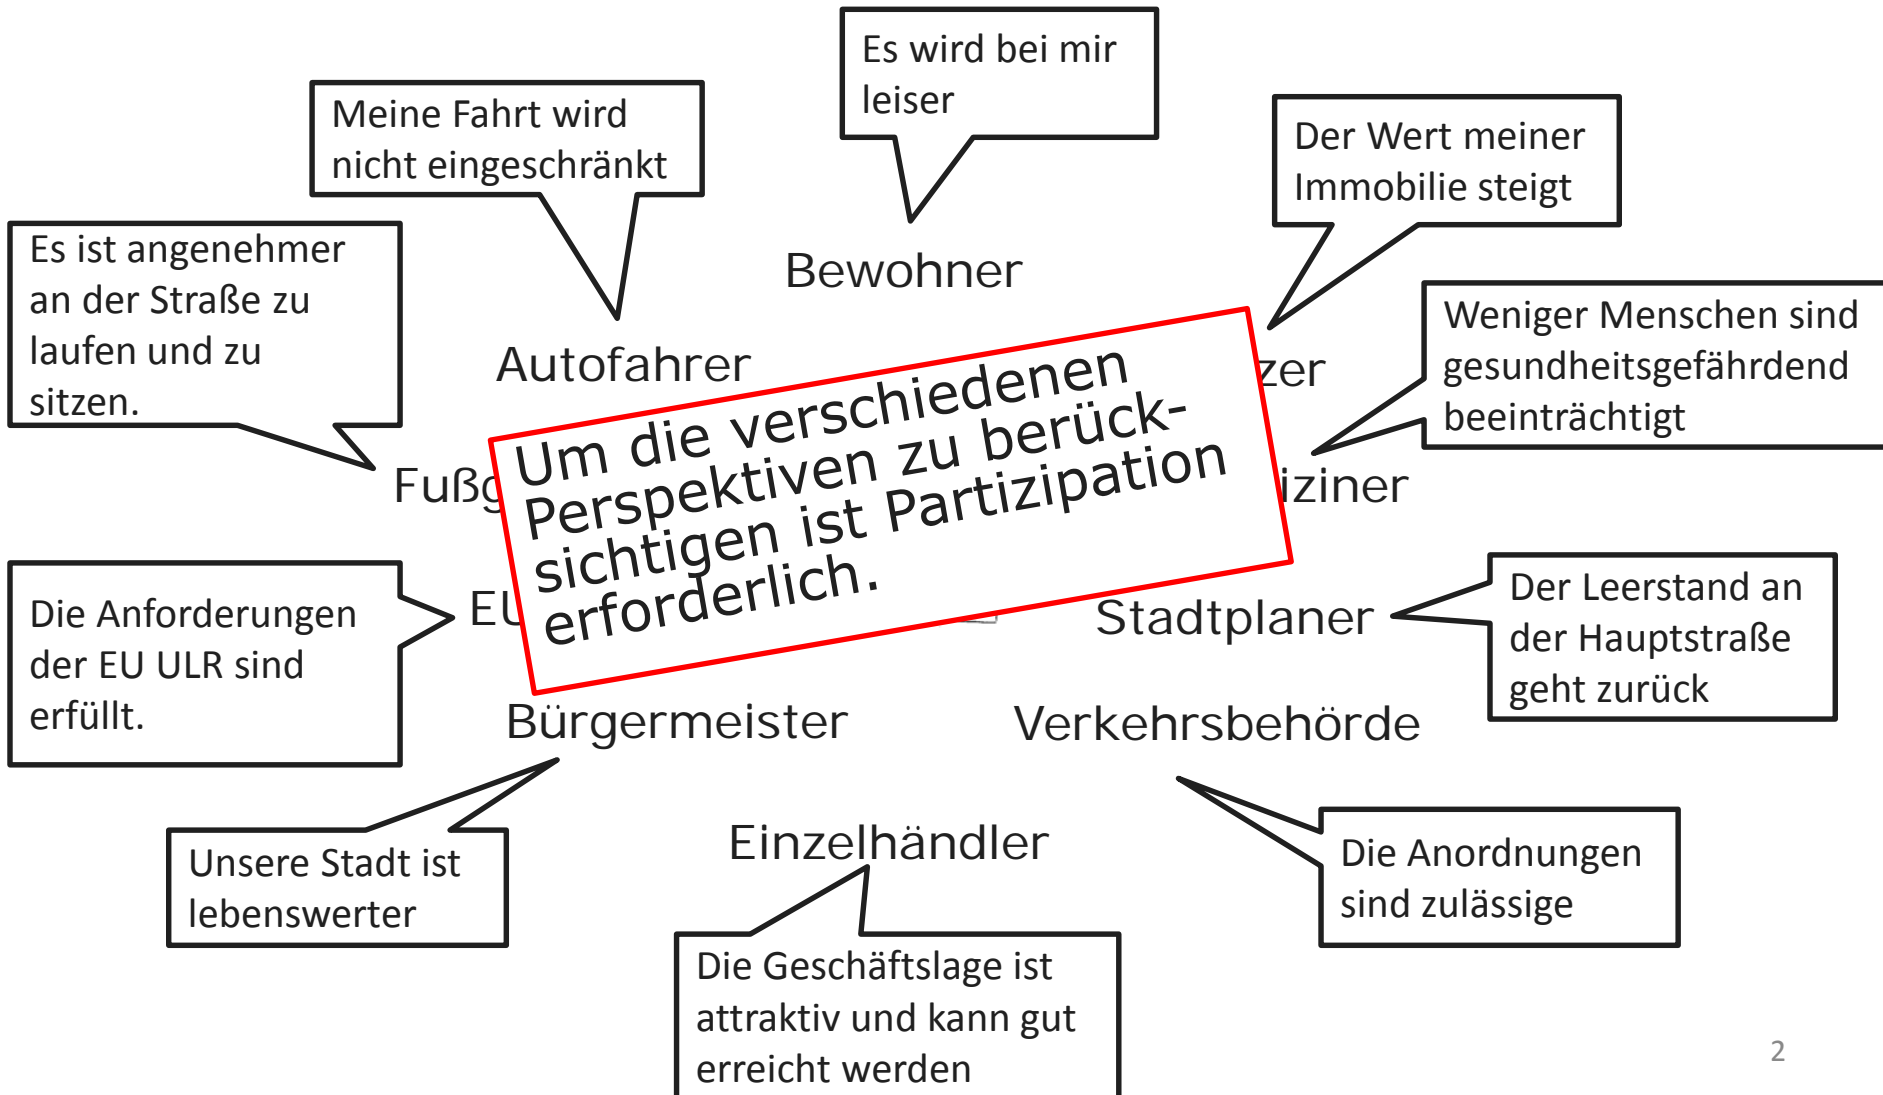 Es wird bei mir
leiser
Meine Fahrt wird
nicht eingeschränkt
Der Wert meiner
Immobilie steigt
Es ist angenehmer
an der Straße zu
laufen und zu
sitzen.
Bewohner
Weniger Menschen sind
gesundheitsgefährdend
beeinträchtigt
Autofahrer
Um die verschiedenen
Perspektiven zu berück-
sichtigen ist Partizipation
erforderlich.
Die Anforderungen
der EU ULR sind
erfüllt.
Stadtplaner
Der Leerstand an
der Hauptstraße
geht zurück
Bürgermeister
Verkehrsbehörde
Unsere Stadt ist
lebenswerter
Einzelhändler
Die Anordnungen
sind zulässige
Die Geschäftslage ist
attraktiv und kann gut
erreicht werden
2